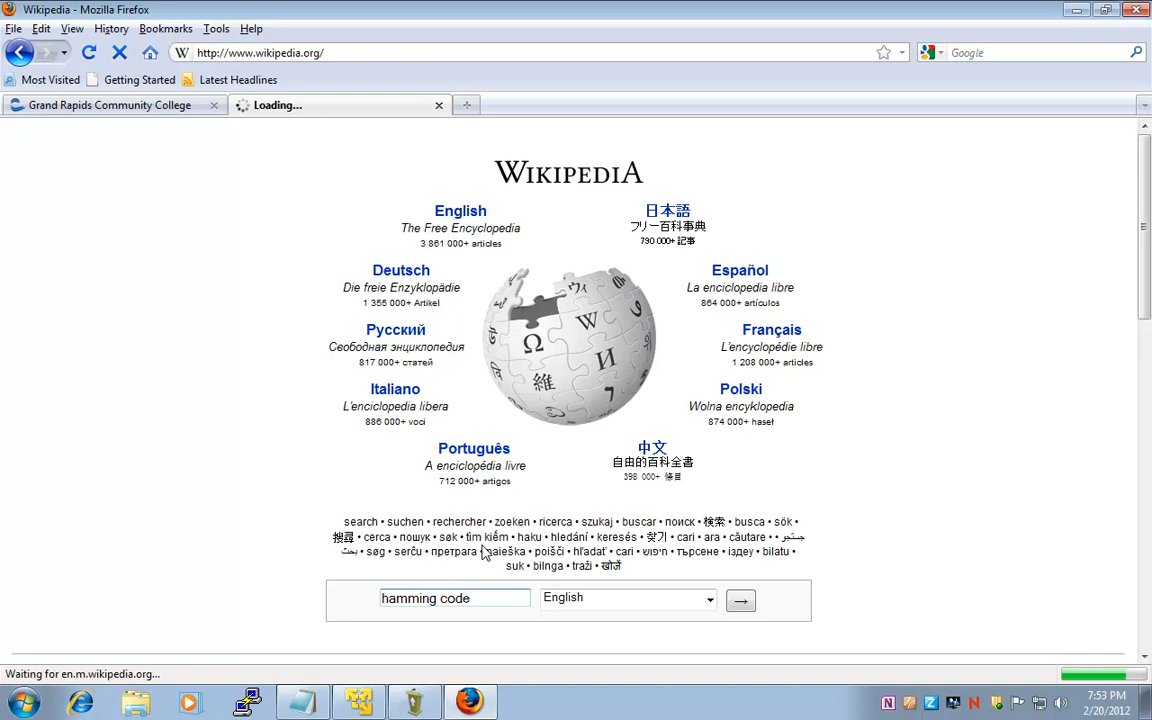 Wikipedia - Mozilla Firefox
File Edit View History Bookmarks Tools Help
W http://www.wikipedia.org/ Google
Most Visited Getting Started Latest Headlines
Grand Rapids Community College Loading...
WIKIPEDIA
English 日本語
The Free Encyclopedia フリー百科事典
3 861 000+ articles 790 000+ 記事
Deutsch Español
Die freie Enzyklopädie La enciclopedia libre
1 355 000+ Artikel 864 000+ artículos
Русский Français
Свободная энциклопедия L'encyclopédie libre
817 000+ статей 1 208 000+ articles
Italiano Polski
L'enciclopedia libera Wolna encyklopedia
886 000+ voci 874 000+ haseł
Português 中文
A enciclopédia livre 自由的百科全書
712 000+ artigos 398 000+ 條目
Ω W И 維 ウィ 7
search • suchen • rechercher • zoeken • ricerca • szukaj • buscar • поиск • 検索 • busca • sök •
搜尋 • cerca • пошук • søk • tìm kiếm • haku • hledání • keresés • 찾기 • cari • ara • căutare • جستجو •
بحث • søg • serĉu • претрага • paieška • poišči • hľadať • cari • חיפוש • търсене • іздеу • bilatu •
suk • bilnga • traži • खोजें
hamming code English →
Waiting for en.m.wikipedia.org...
N Z N 7:53 PM
2/20/2012